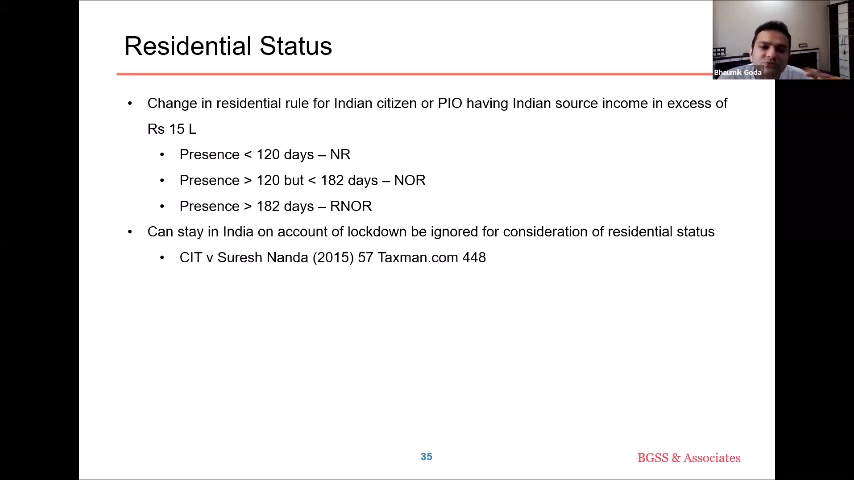 Residential Status
Bhaumik Goda
• Change in residential rule for Indian citizen or PIO having Indian source income in excess of
Rs 15 L
• Presence < 120 days – NR
• Presence > 120 but < 182 days – NOR
• Presence > 182 days – RNOR
• Can stay in India on account of lockdown be ignored for consideration of residential status
• CIT v Suresh Nanda (2015) 57 Taxman.com 448
35
BGSS & Associates